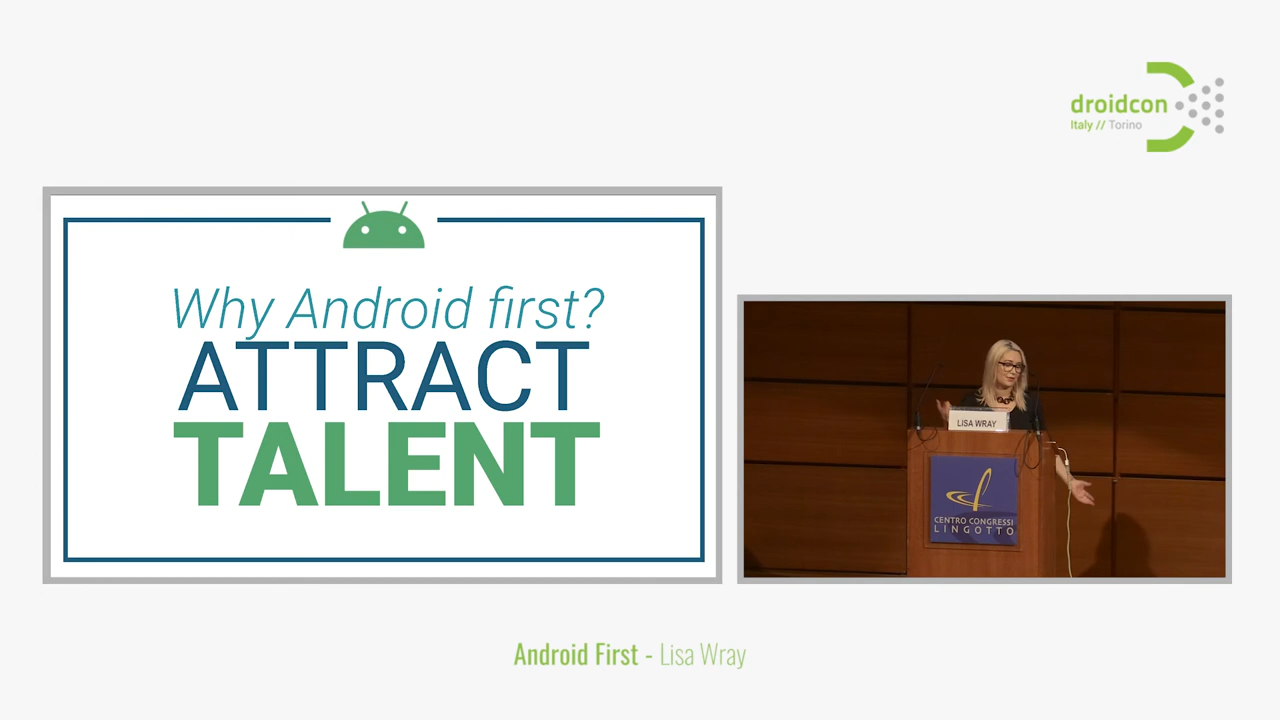 droidcon
Italy // Torino
Why Android first?
ATTRACT
TALENT
LISA WRAY
CENTRO CONGRESSI
LINGOTTO
Android First - Lisa Wray